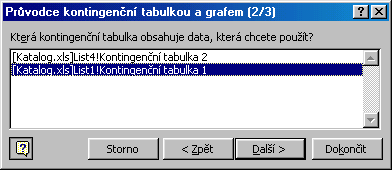 Průvodce kontingenční tabulkou a grafem (2/3)
Která kontingenční tabulka obsahuje data, která chcete použít?
[Katalog.xls]List4!Kontingenční tabulka 2
[Katalog.xls]List1!Kontingenční tabulka 1
Storno
< Zpět
Další >
Dokončit